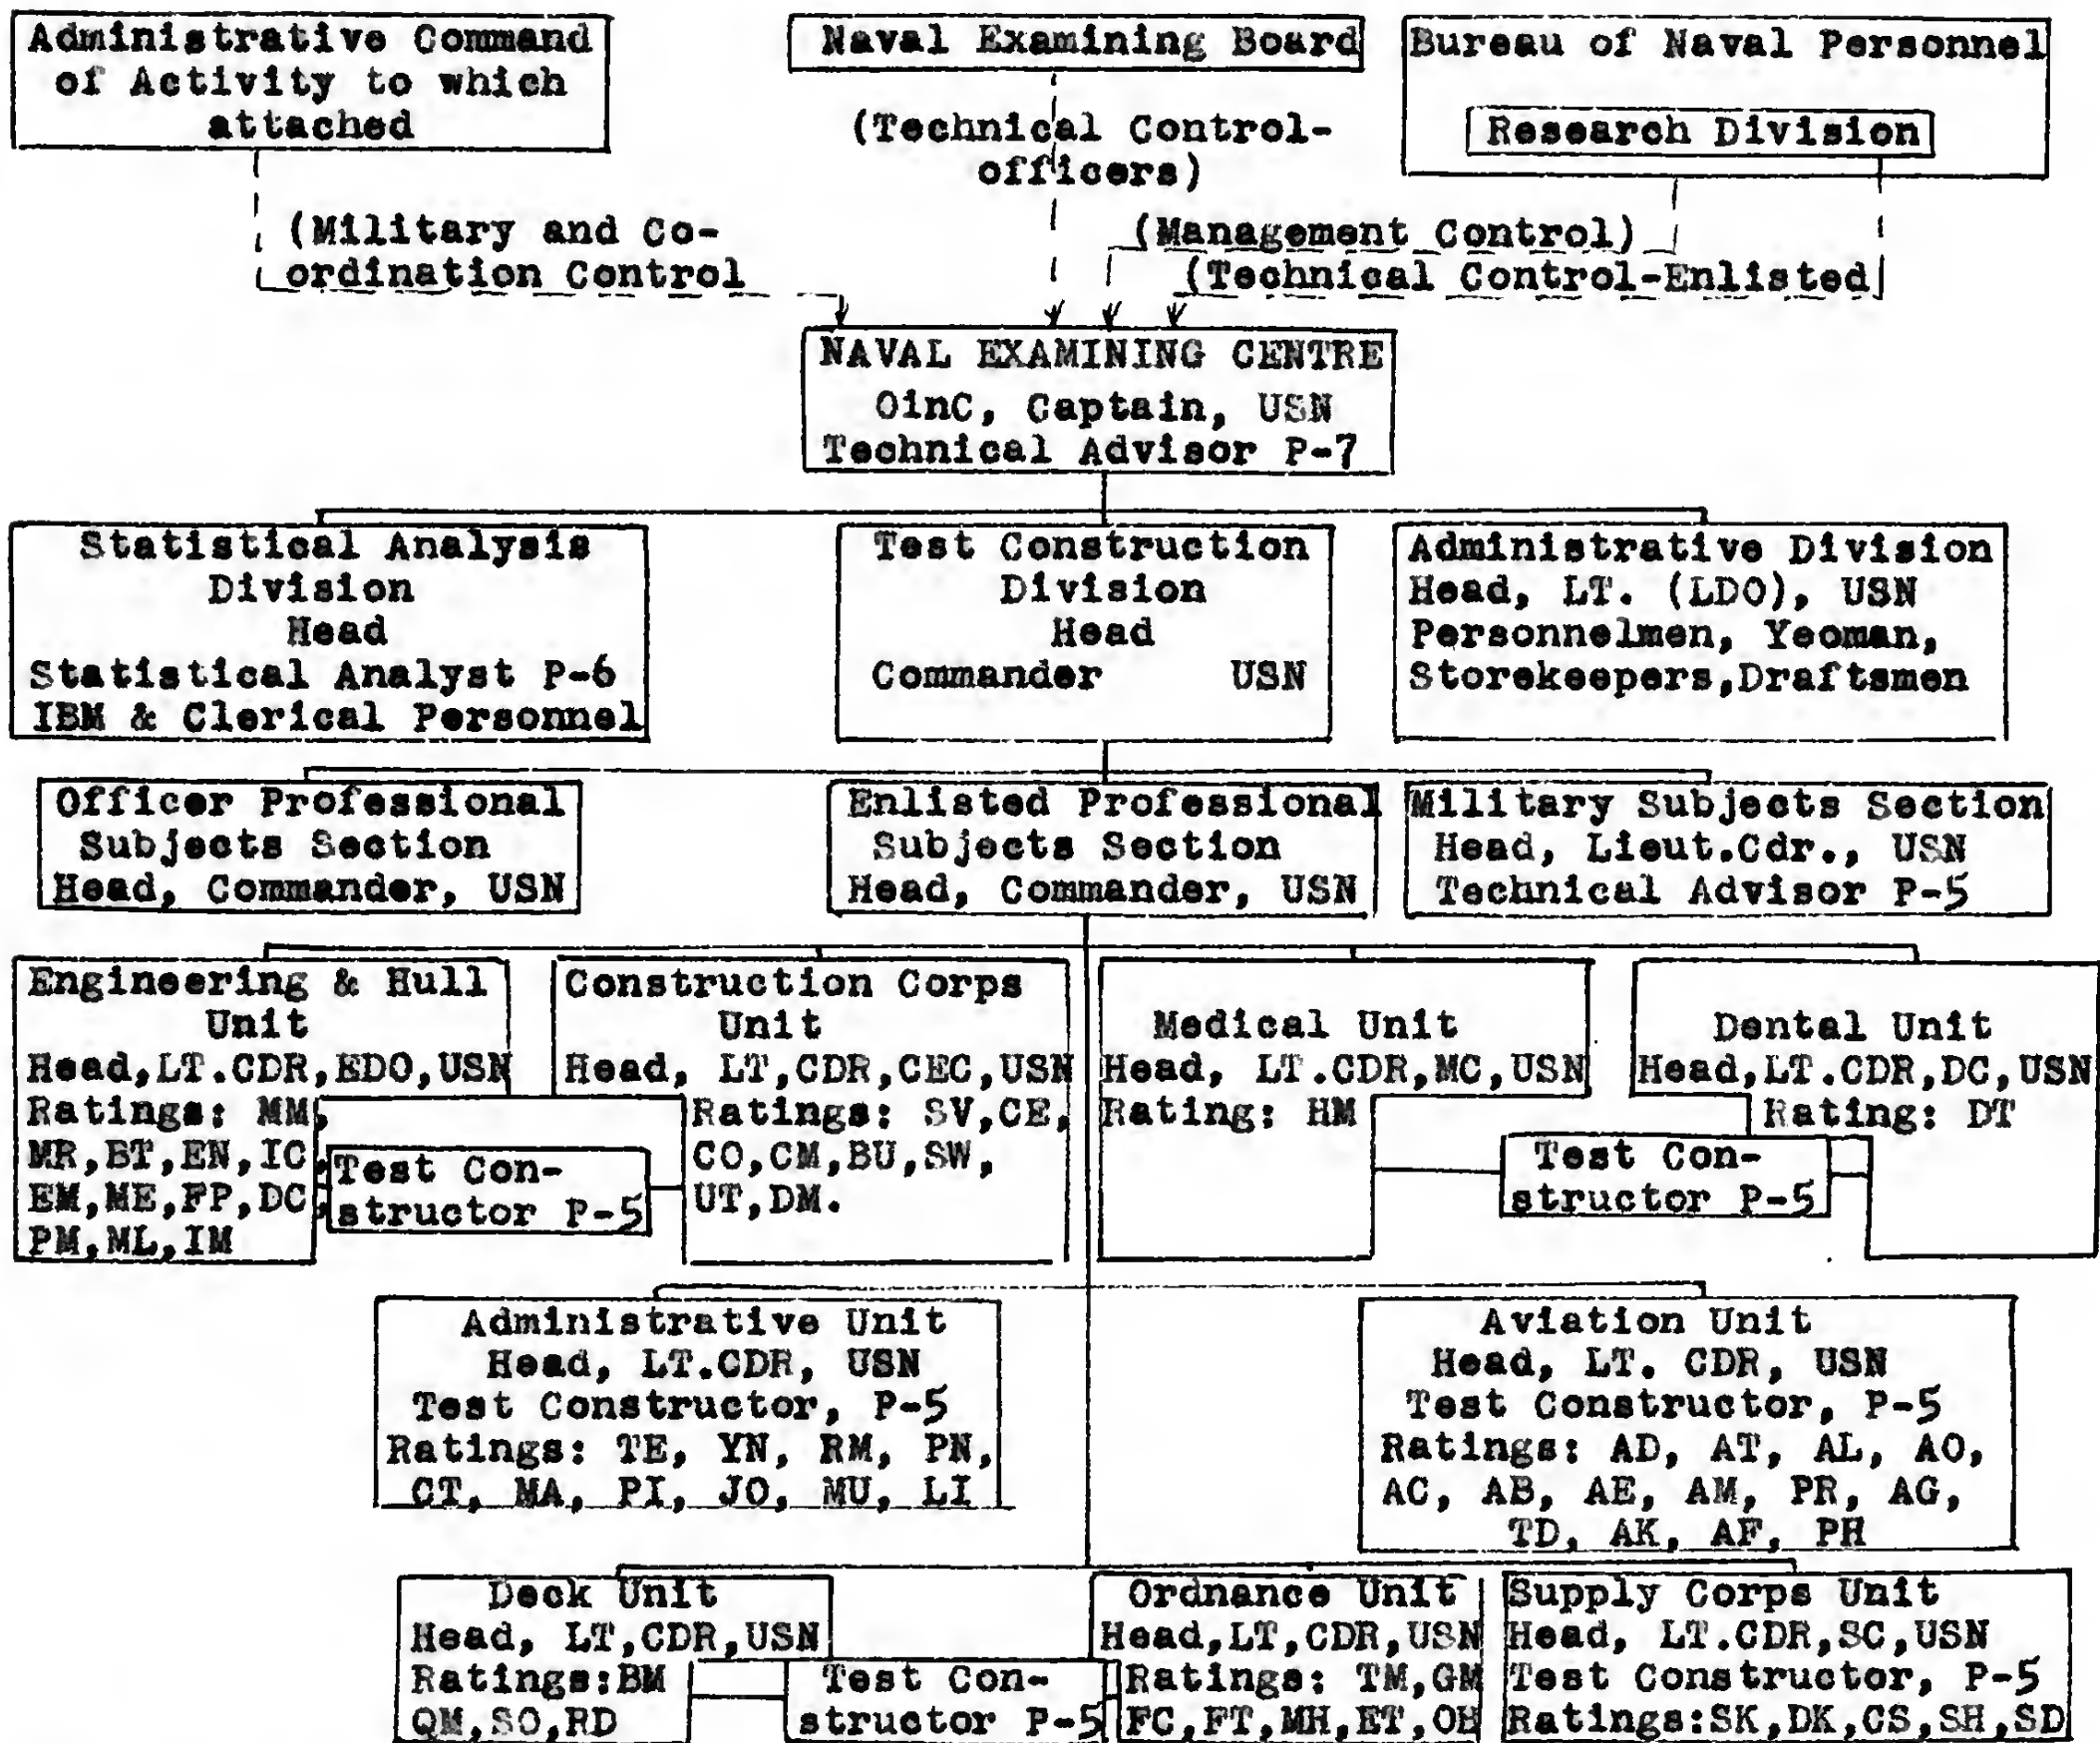 Administrative Command
of Activity to which
attached
Naval Examining Board
Bureau of Naval Personnel
Research Division
(Technical Control-
officers)
(Military and Co-
ordination Control
(Management Control)
(Technical Control-Enlisted
NAVAL EXAMINING CENTRE
OinC, Captain, USN
Technical Advisor P-7
Statistical Analysis
Division
Head
Statistical Analyst P-6
IBM & Clerical Personnel
Test Construction
Division
Head
Commander USN
Administrative Division
Head, LT. (LDO), USN
Personnelmen, Yeoman,
Storekeepers,Draftsmen
Officer Professional
Subjects Section
Head, Commander, USN
Enlisted Professional
Subjects Section
Head, Commander, USN
Military Subjects Section
Head, Lieut.Cdr., USN
Technical Advisor P-5
Engineering & Hull
Unit
Head,LT.CDR,EDO,USN
Ratings: MM,
MR,BT,EN,IC,
EM,ME,FP,DC,
PM,ML,IM
Test Con-
structor P-5
Construction Corps
Unit
Head, LT,CDR,CEC,USN
Ratings: SV,CE,
CO,CM,BU,SW,
UT,DM.
Medical Unit
Head, LT.CDR,MC,USN
Rating: HM
Test Con-
structor P-5
Dental Unit
Head,LT.CDR,DC,USN
Rating: DT
Administrative Unit
Head, LT.CDR, USN
Test Constructor, P-5
Ratings: TE, YN, RM, PN,
CT, MA, PI, JO, MU, LI
Aviation Unit
Head, LT. CDR, USN
Test Constructor, P-5
Ratings: AD, AT, AL, AO,
AC, AB, AE, AM, PR, AG,
TD, AK, AF, PH
Deck Unit
Head, LT,CDR,USN
Ratings:BM
QM,SO,RD
Test Con-
structor P-5
Ordnance Unit
Head,LT,CDR,USN
Ratings: TM,GM
FC,FT,MH,ET,
Supply Corps Unit
Head, LT.CDR,SC,USN
Test Constructor, P-5
Ratings:SK,DK,CS,SH,SD